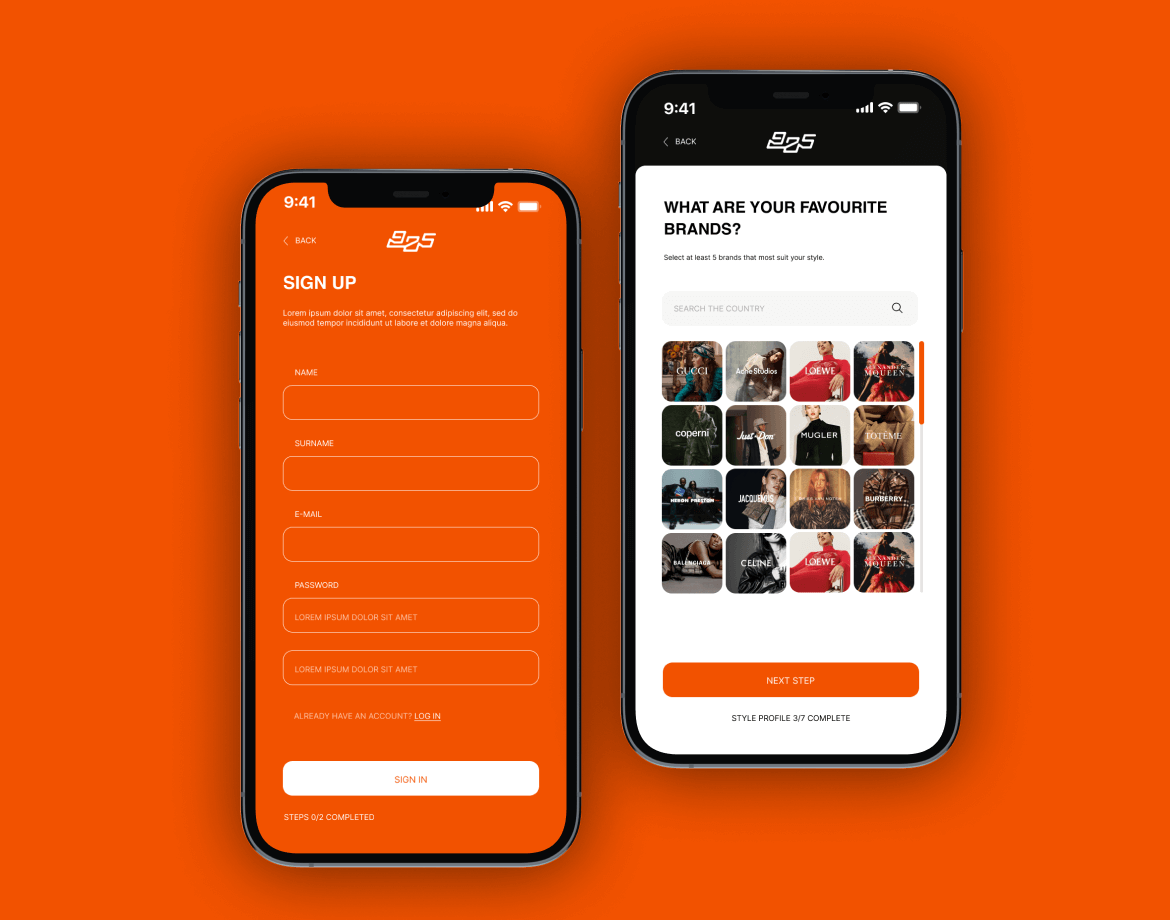 9:41
BACK
925
SIGN UP
Lorem ipsum dolor sit amet, consectetur adipiscing elit, sed do
eiusmod tempor incididunt ut labore et dolore magna aliqua.
NAME
SURNAME
E-MAIL
PASSWORD
LOREM IPSUM DOLOR SIT AMET
LOREM IPSUM DOLOR SIT AMET
ALREADY HAVE AN ACCOUNT? LOG IN
SIGN IN
STEPS 0/2 COMPLETED
9:41
BACK
925
WHAT ARE YOUR FAVOURITE
BRANDS?
Select at least 5 brands that most suit your style.
SEARCH THE COUNTRY
GUCCI
Acne Studios
LOEWE
ALEXANDER
MQUEEN
coperni
Just Don
MUGLER
TOTEME
HERON PRESTON
JACQUEMUS
BURBERRY
BALENCIAGA
CELINE
LOEWE
ALEXANDER
MQUEEN
NEXT STEP
STYLE PROFILE 3/7 COMPLETE